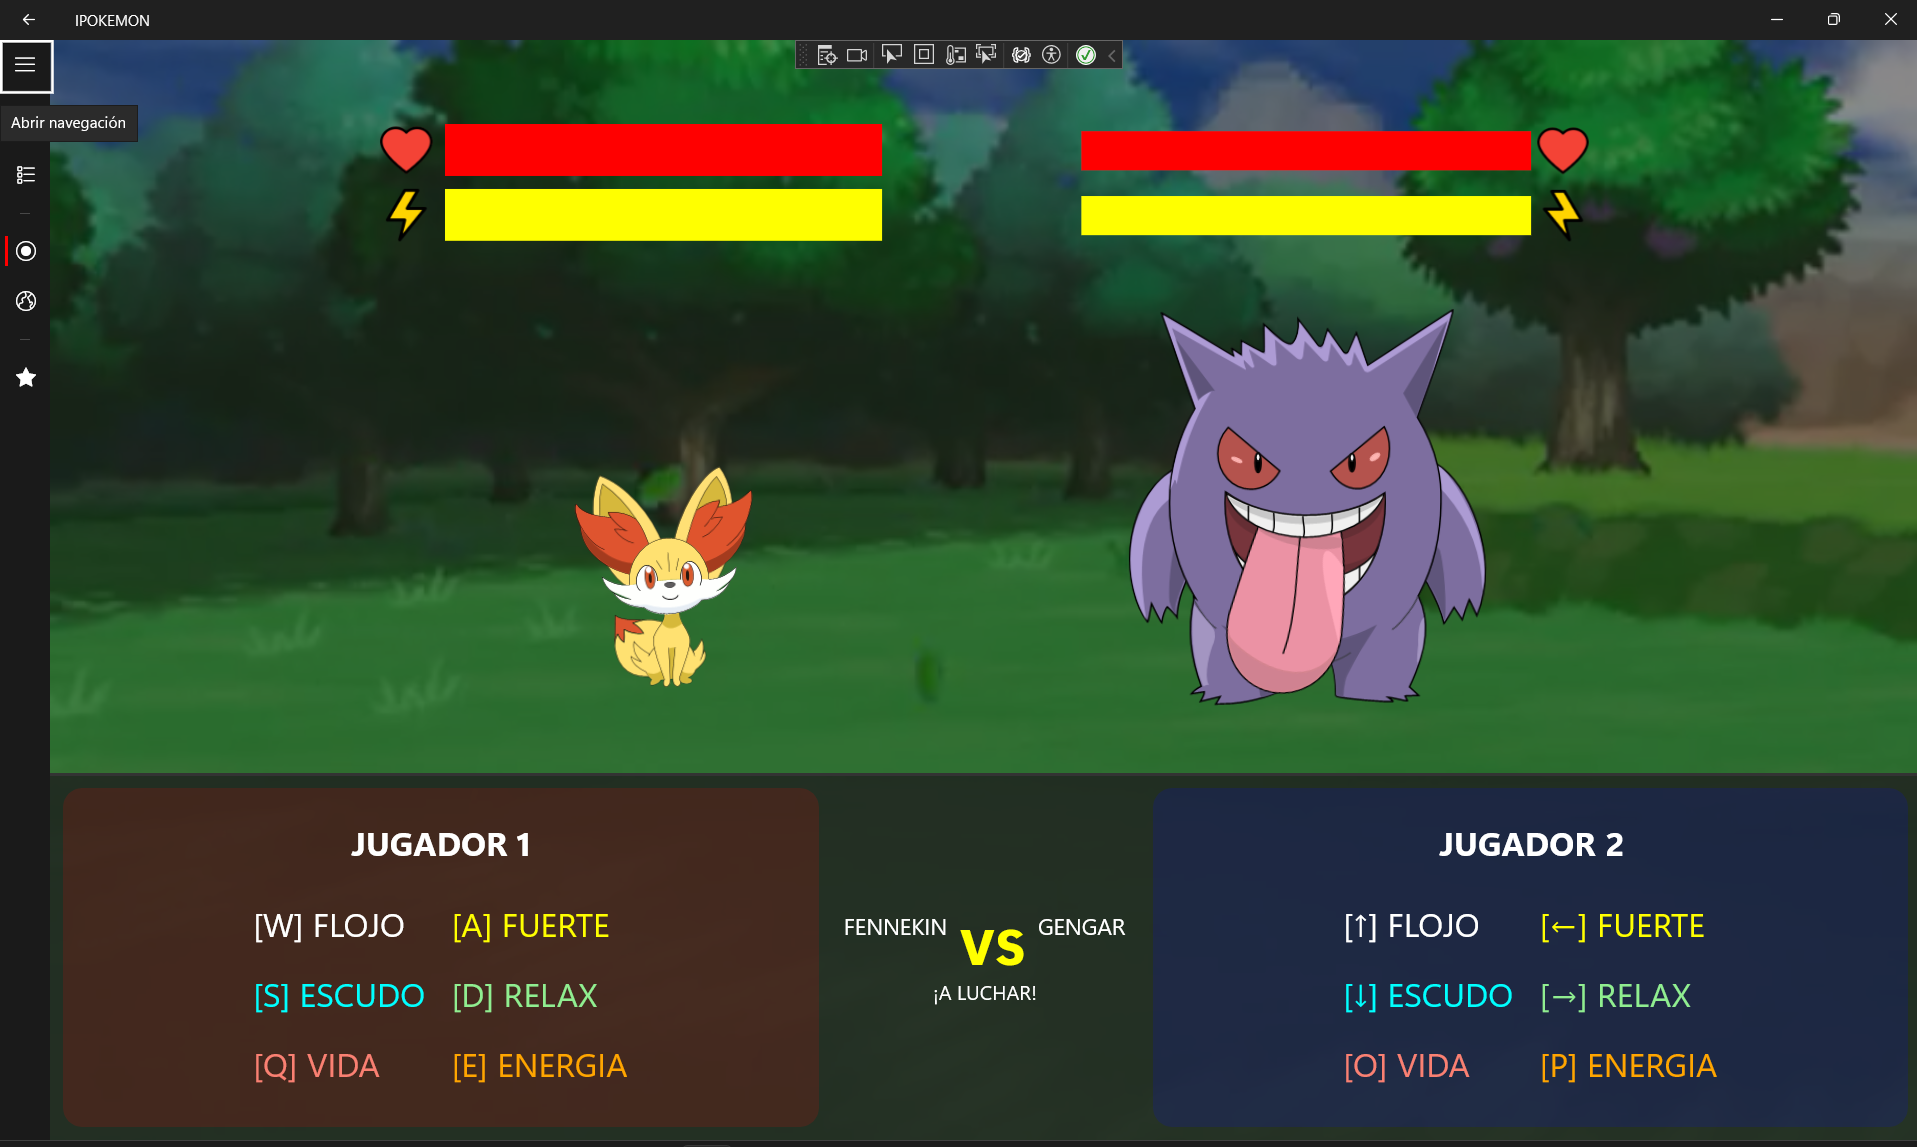 IPOKEMON
Abrir navegación
JUGADOR 1
[W] FLOJO [A] FUERTE
[S] ESCUDO [D] RELAX
[Q] VIDA [E] ENERGIA
FENNEKIN VS GENGAR
¡A LUCHAR!
JUGADOR 2
[↑] FLOJO [←] FUERTE
[↓] ESCUDO [→] RELAX
[O] VIDA [P] ENERGIA